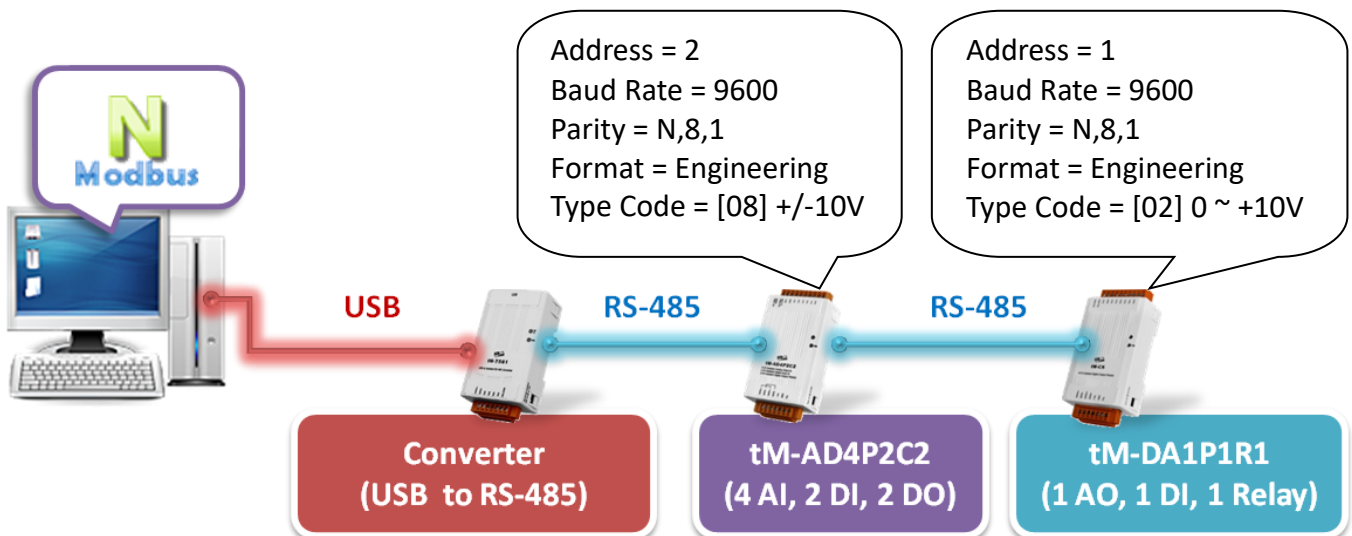 N
Modbus
Address = 2
Baud Rate = 9600
Parity = N,8,1
Format = Engineering
Type Code = [08] +/-10V
Address = 1
Baud Rate = 9600
Parity = N,8,1
Format = Engineering
Type Code = [02] 0 ~ +10V
USB
RS-485
RS-485
Converter
(USB to RS-485)
tM-AD4P2C2
(4 AI, 2 DI, 2 DO)
tM-DA1P1R1
(1 AO, 1 DI, 1 Relay)